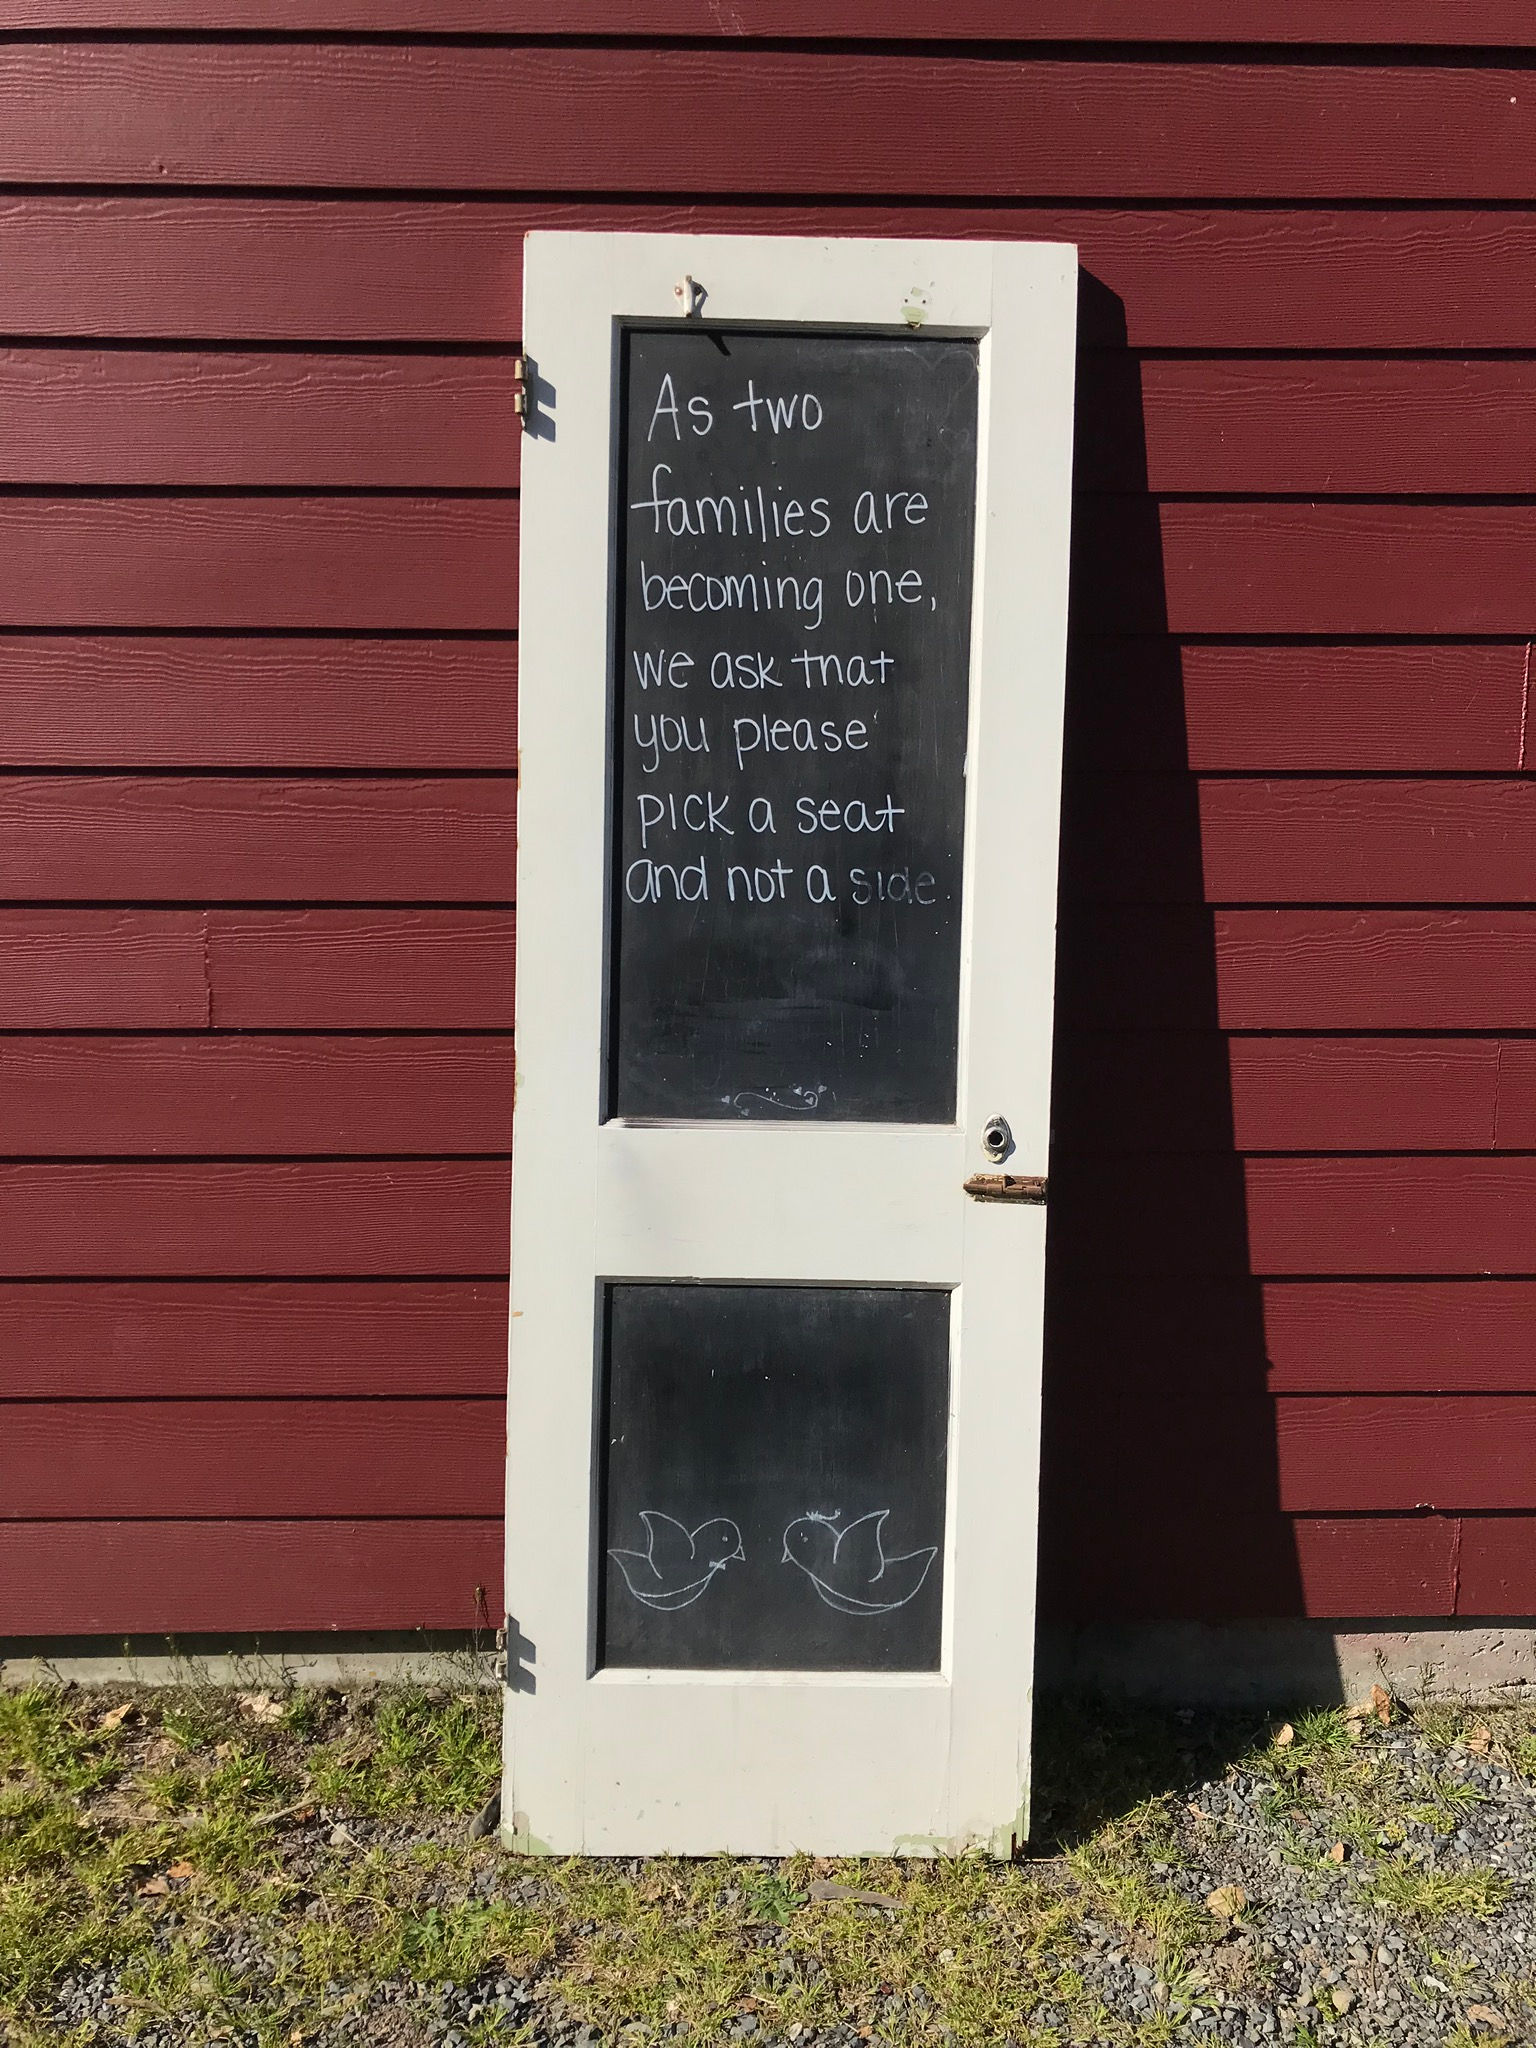 As two
families are
becoming one,
we ask that
you please
pick a seat
and not a side.